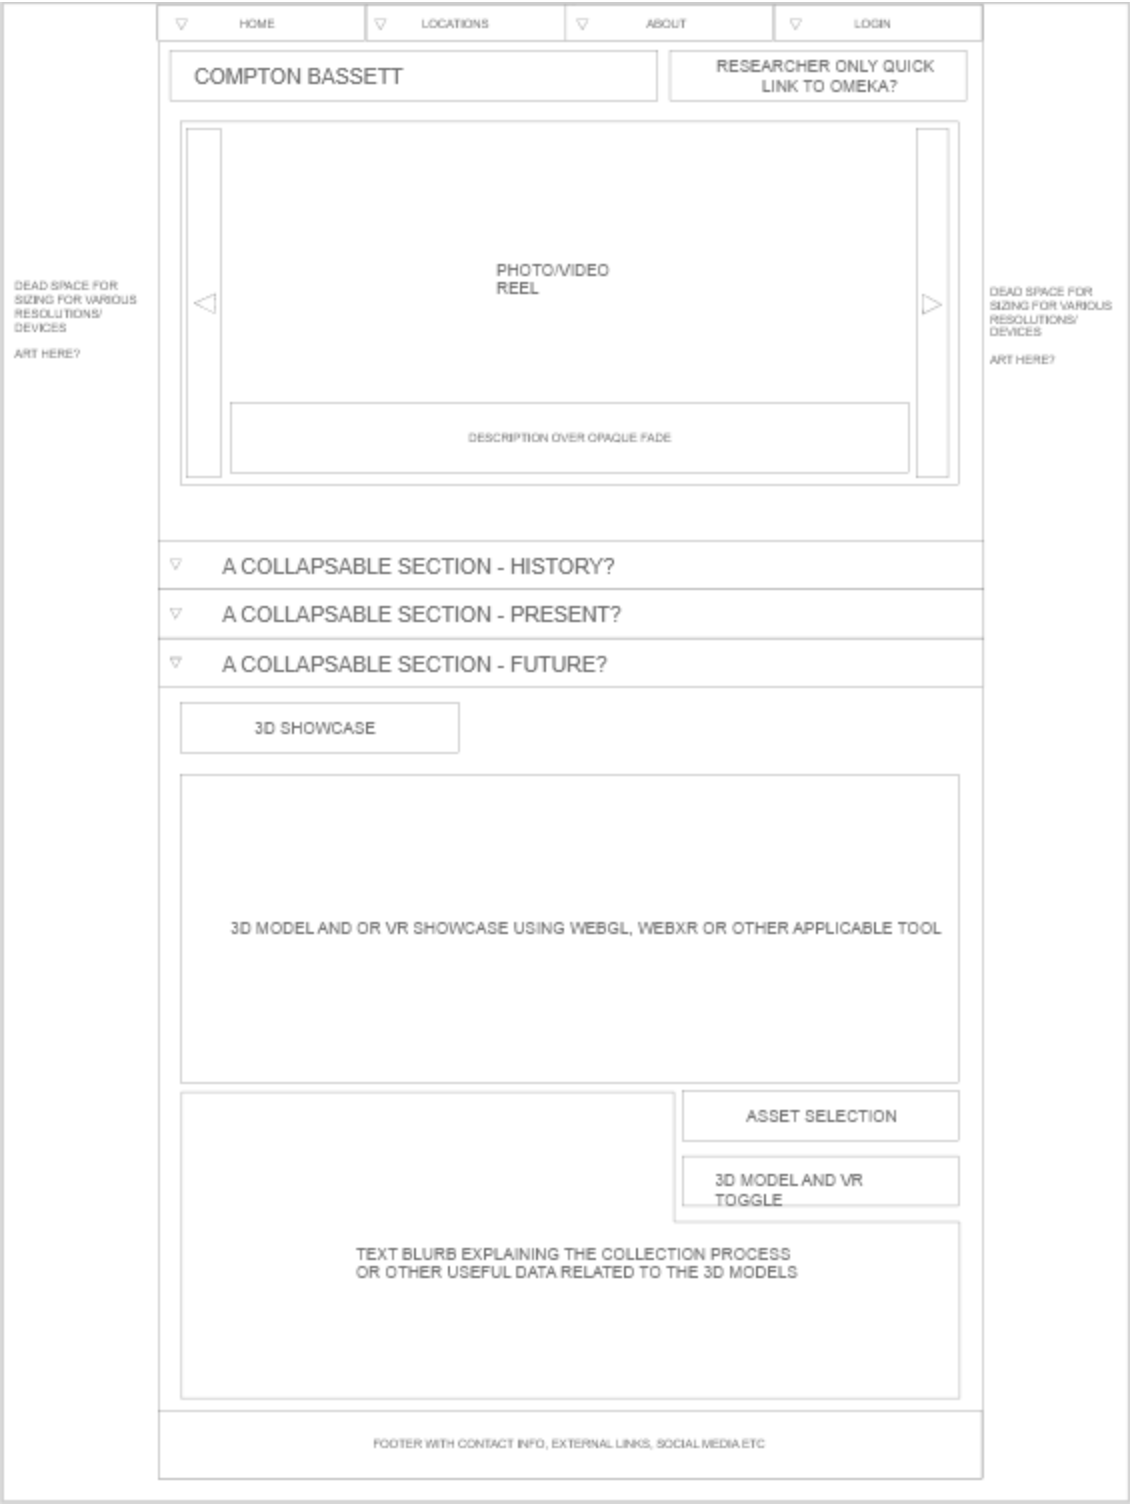 HOME
LOCATIONS
ABOUT
LOGIN
COMPTON BASSETT
RESEARCHER ONLY QUICK
LINK TO OMEKA?
PHOTO/VIDEO
REEL
DEAD SPACE FOR
SIZING FOR VARIOUS
RESOLUTIONS/
DEVICES
ART HERE?
DEAD SPACE FOR
SIZING FOR VARIOUS
RESOLUTIONS/
DEVICES
ART HERE?
DESCRIPTION OVER OPAQUE FADE
A COLLAPSABLE SECTION - HISTORY?
A COLLAPSABLE SECTION - PRESENT?
A COLLAPSABLE SECTION - FUTURE?
3D SHOWCASE
3D MODEL AND OR VR SHOWCASE USING WEBGL, WEBXR OR OTHER APPLICABLE TOOL
ASSET SELECTION
3D MODEL AND VR
TOGGLE
TEXT BLURB EXPLAINING THE COLLECTION PROCESS
OR OTHER USEFUL DATA RELATED TO THE 3D MODELS
FOOTER WITH CONTACT INFO, EXTERNAL LINKS, SOCIAL MEDIA ETC